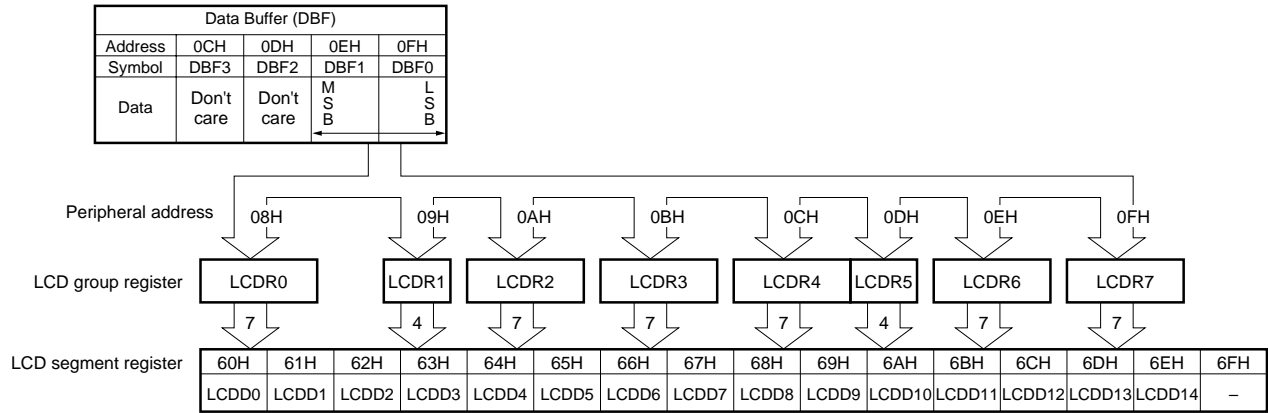 Data Buffer (DBF)
Address 0CH 0DH 0EH 0FH
Symbol DBF3 DBF2 DBF1 DBF0
Data Don't care Don't care MSB LSB
Peripheral address 08H 09H 0AH 0BH 0CH 0DH 0EH 0FH
LCD group register LCDR0 LCDR1 LCDR2 LCDR3 LCDR4 LCDR5 LCDR6 LCDR7
7 4 7 7 7 4 7 7
LCD segment register 60H 61H 62H 63H 64H 65H 66H 67H 68H 69H 6AH 6BH 6CH 6DH 6EH 6FH
LCDD0 LCDD1 LCDD2 LCDD3 LCDD4 LCDD5 LCDD6 LCDD7 LCDD8 LCDD9 LCDD10 LCDD11 LCDD12 LCDD13 LCDD14 –